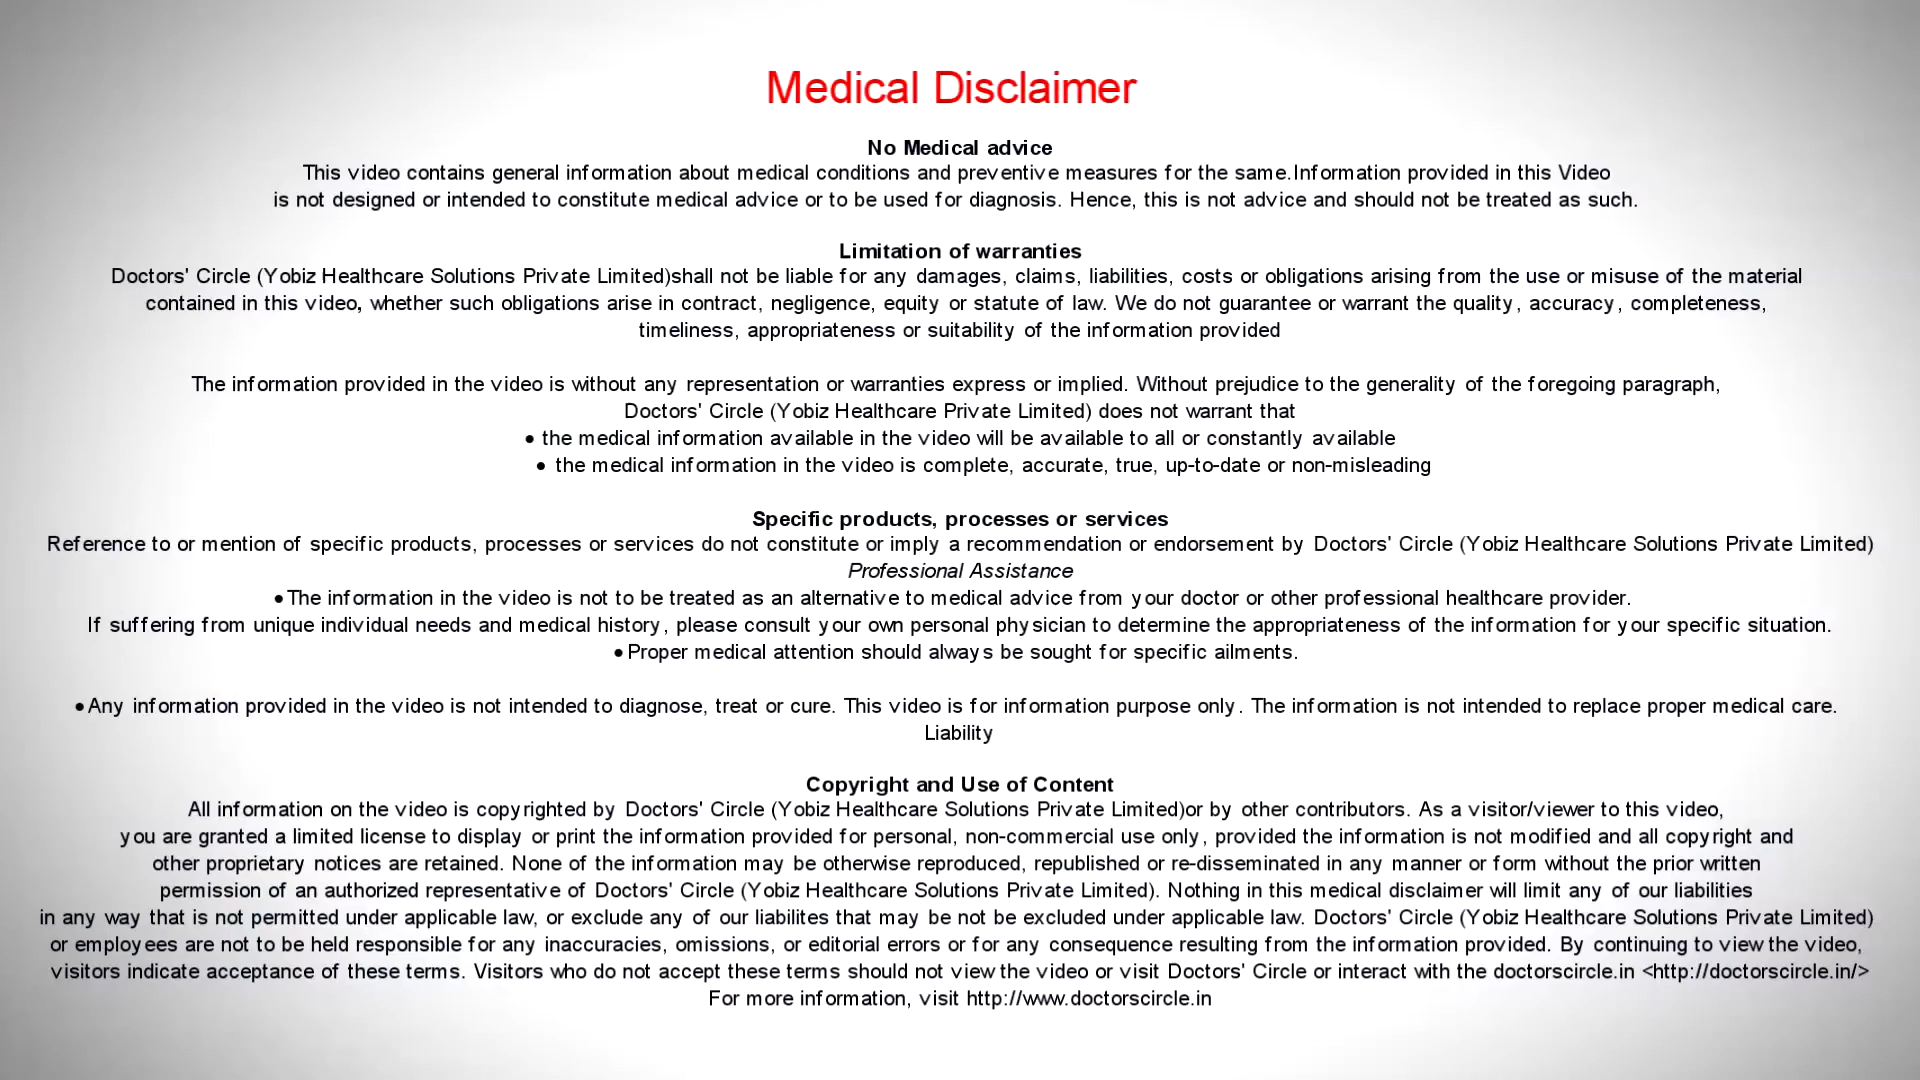 Medical Disclaimer
No Medical advice
This video contains general information about medical conditions and preventive measures for the same.Information provided in this Video
is not designed or intended to constitute medical advice or to be used for diagnosis. Hence, this is not advice and should not be treated as such.
Limitation of warranties
Doctors' Circle (Yobiz Healthcare Solutions Private Limited)shall not be liable for any damages, claims, liabilities, costs or obligations arising from the use or misuse of the material
contained in this video, whether such obligations arise in contract, negligence, equity or statute of law. We do not guarantee or warrant the quality, accuracy, completeness,
timeliness, appropriateness or suitability of the information provided
The information provided in the video is without any representation or warranties express or implied. Without prejudice to the generality of the foregoing paragraph,
Doctors' Circle (Yobiz Healthcare Private Limited) does not warrant that
• the medical information available in the video will be available to all or constantly available
• the medical information in the video is complete, accurate, true, up-to-date or non-misleading
Specific products, processes or services
Reference to or mention of specific products, processes or services do not constitute or imply a recommendation or endorsement by Doctors' Circle (Yobiz Healthcare Solutions Private Limited)
Professional Assistance
•The information in the video is not to be treated as an alternative to medical advice from your doctor or other professional healthcare provider.
If suffering from unique individual needs and medical history, please consult your own personal physician to determine the appropriateness of the information for your specific situation.
•Proper medical attention should always be sought for specific ailments.
•Any information provided in the video is not intended to diagnose, treat or cure. This video is for information purpose only. The information is not intended to replace proper medical care.
Liability
Copyright and Use of Content
All information on the video is copyrighted by Doctors' Circle (Yobiz Healthcare Solutions Private Limited)or by other contributors. As a visitor/viewer to this video,
you are granted a limited license to display or print the information provided for personal, non-commercial use only, provided the information is not modified and all copyright and
other proprietary notices are retained. None of the information may be otherwise reproduced, republished or re-disseminated in any manner or form without the prior written
permission of an authorized representative of Doctors' Circle (Yobiz Healthcare Solutions Private Limited). Nothing in this medical disclaimer will limit any of our liabilities
in any way that is not permitted under applicable law, or exclude any of our liabilites that may be not be excluded under applicable law. Doctors' Circle (Yobiz Healthcare Solutions Private Limited)
or employees are not to be held responsible for any inaccuracies, omissions, or editorial errors or for any consequence resulting from the information provided. By continuing to view the video,
visitors indicate acceptance of these terms. Visitors who do not accept these terms should not view the video or visit Doctors' Circle or interact with the doctorscircle.in <http://doctorscircle.in/>
For more information, visit http://www.doctorscircle.in